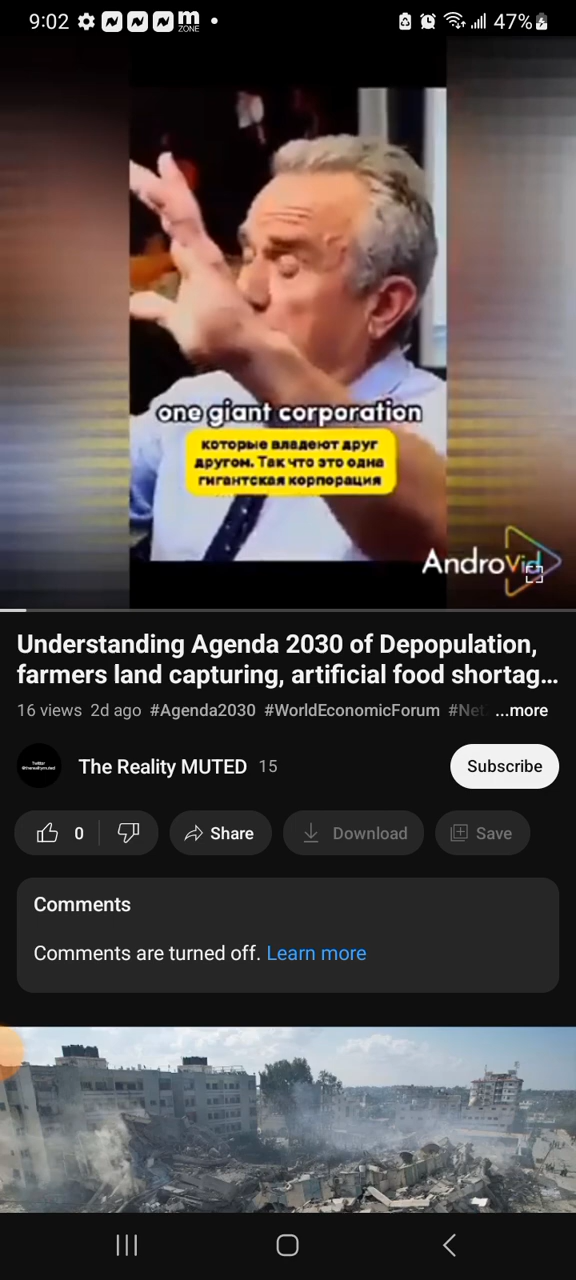 9:02
m
ZONE
47%
one giant corporation
которые владеют друг
другом. Так что это одна
гигантская корпорация
AndroVid
Understanding Agenda 2030 of Depopulation,
farmers land capturing, artificial food shortag...
16 views 2d ago #Agenda2030 #WorldEconomicForum #Net ...more
The Reality MUTED 15
Subscribe
0
Share
Download
Save
Comments
Comments are turned off. Learn more